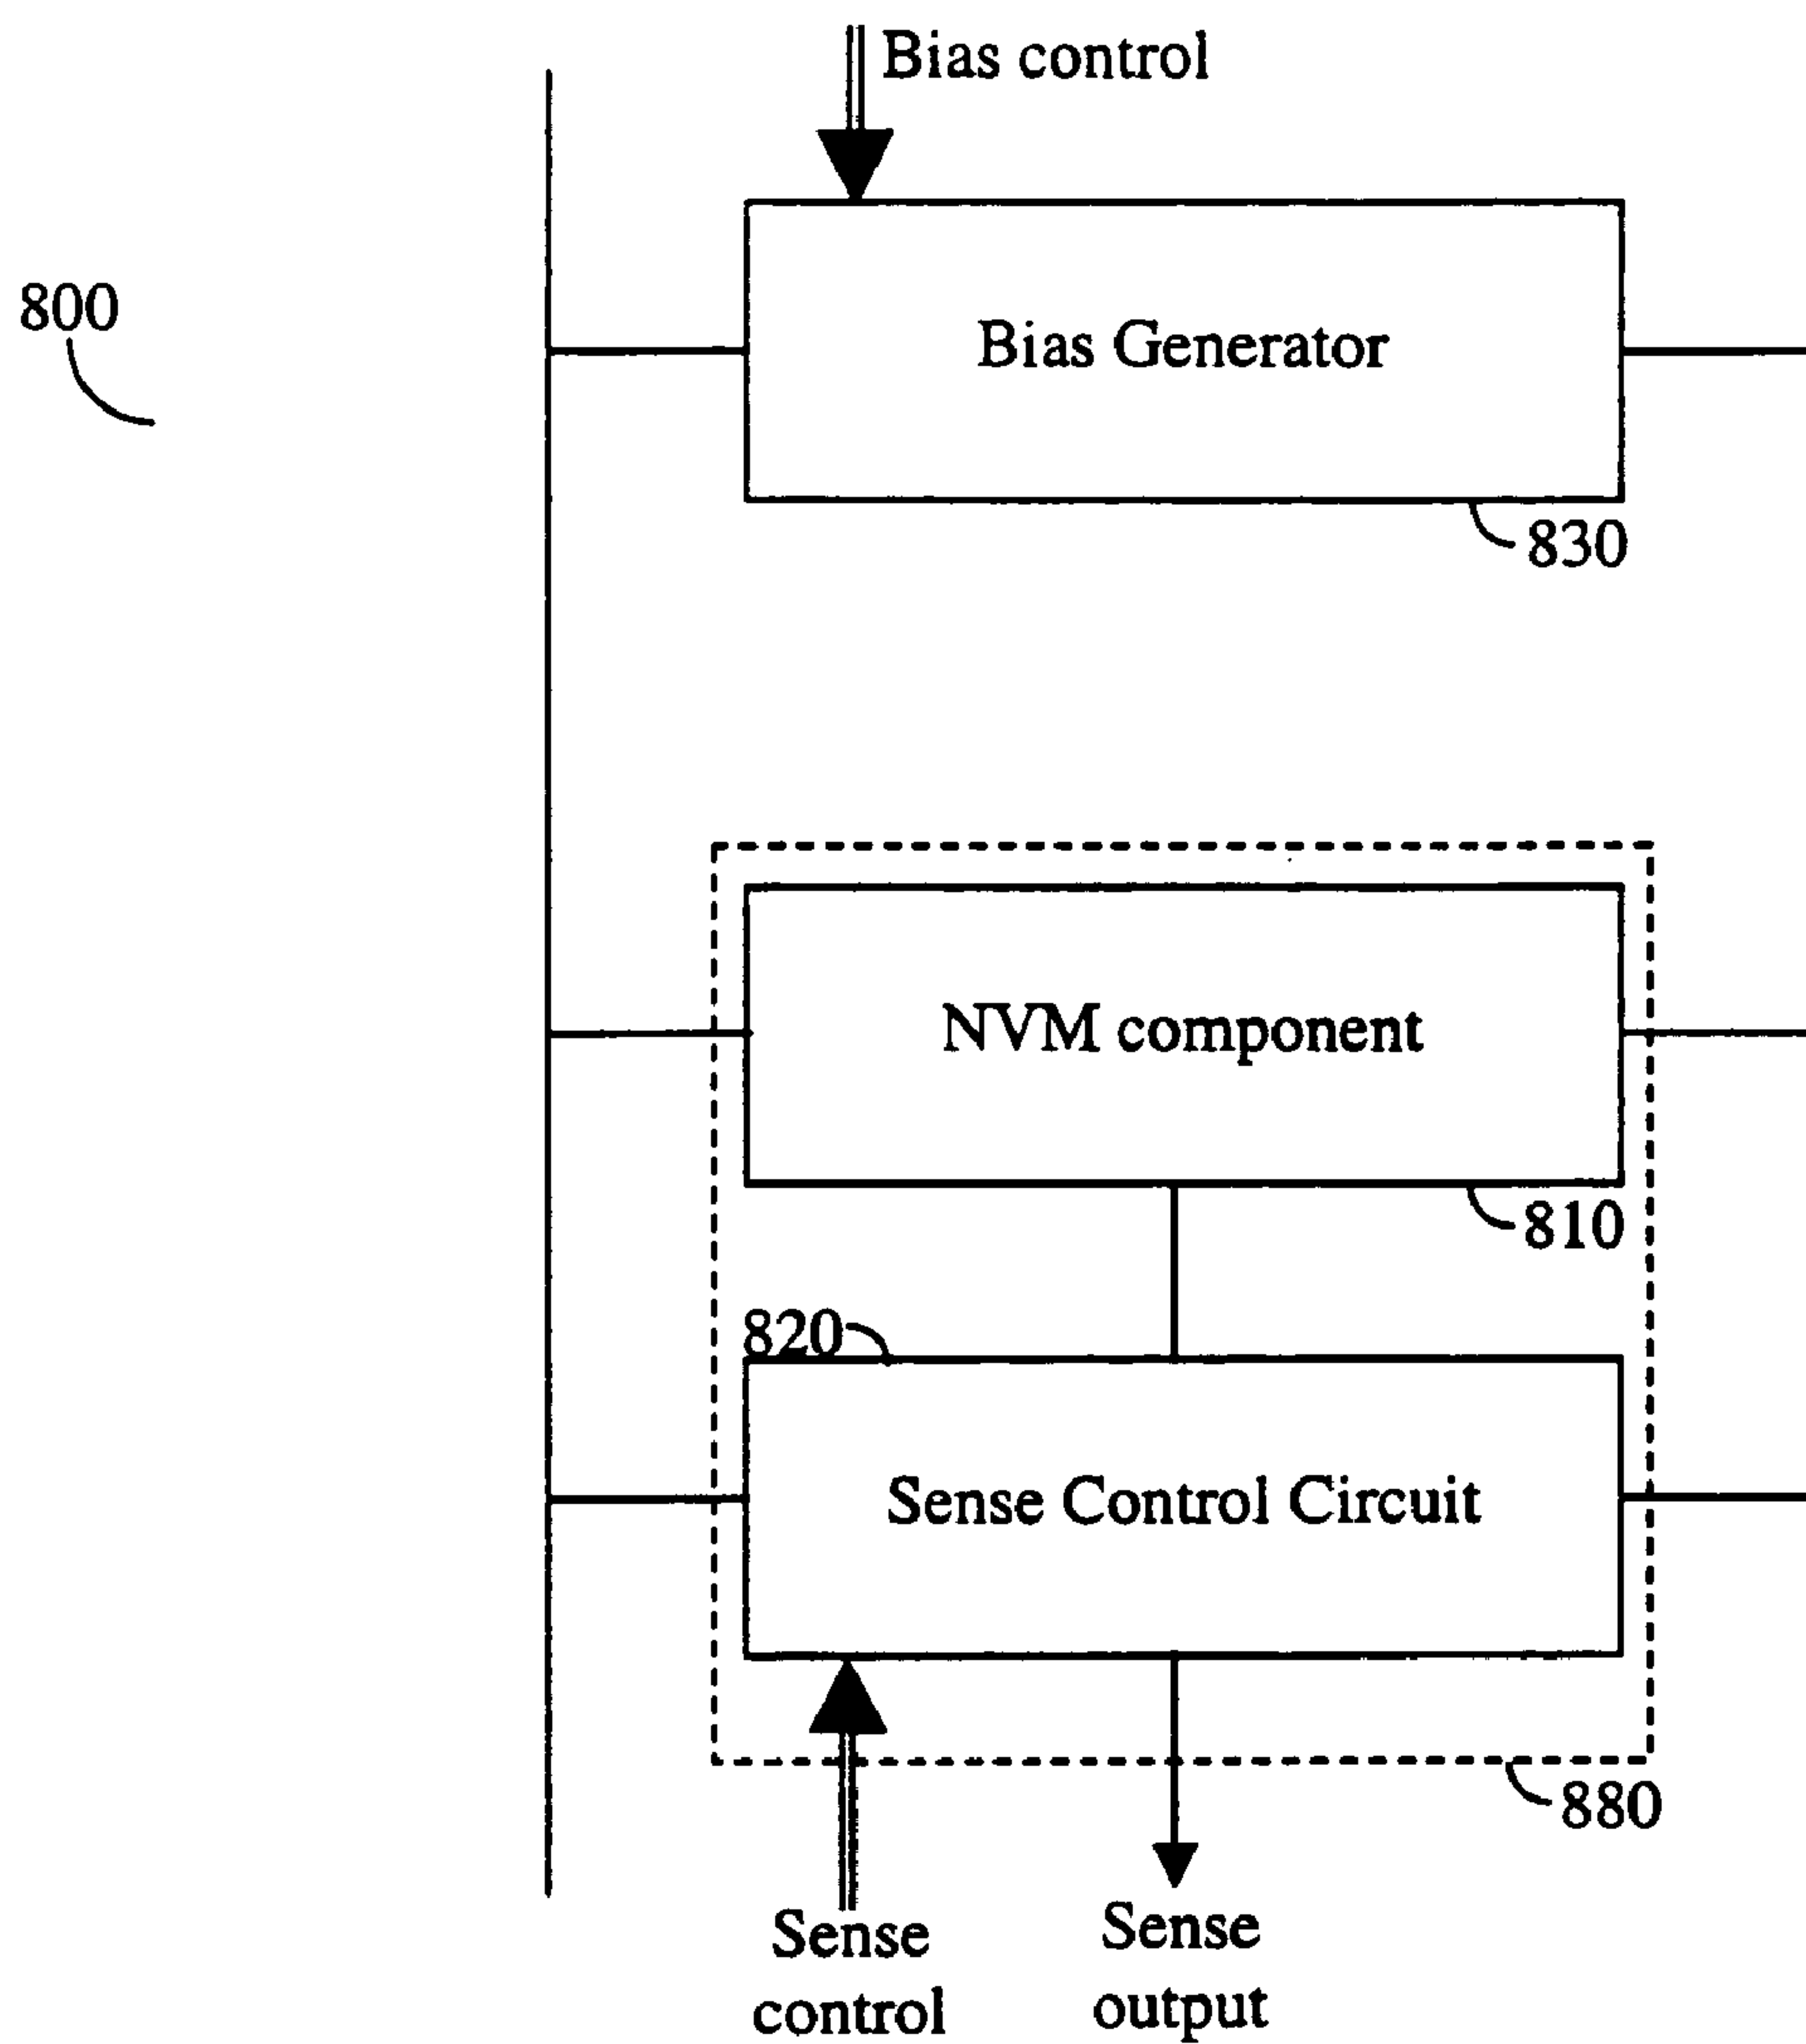 Bias control
800
Bias Generator
830
NVM component
810
820
Sense Control Circuit
880
Sense
control
Sense
output